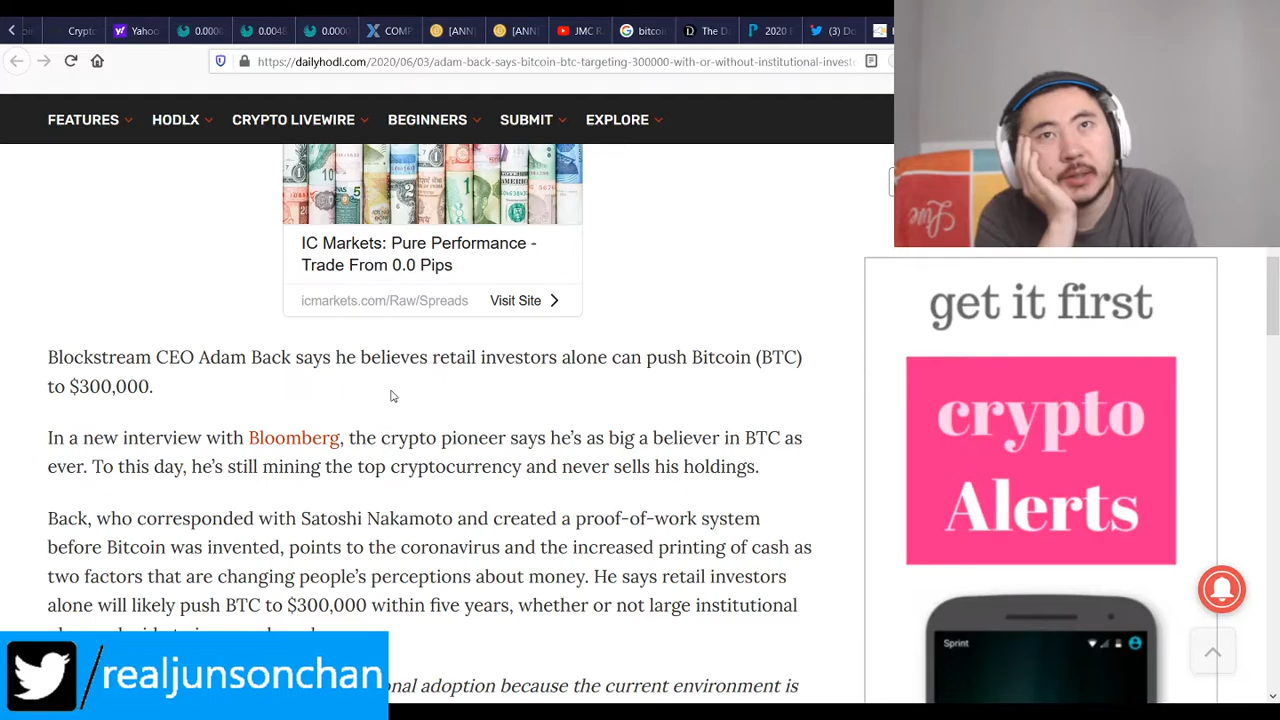 Crypto
Yahoo
0.0000
0.0048
0.0000
COMP
[ANN
[ANN
JMC R
bitcoi
The D
2020 E
(3) Do
https://dailyhodl.com/2020/06/03/adam-back-says-bitcoin-btc-targeting-300000-with-or-without-institutional-invest
FEATURES
HODLX
CRYPTO LIVEWIRE
BEGINNERS
SUBMIT
EXPLORE
IC Markets: Pure Performance -
Trade From 0.0 Pips
icmarkets.com/Raw/Spreads
Visit Site
Blockstream CEO Adam Back says he believes retail investors alone can push Bitcoin (BTC)
to $300,000.
In a new interview with Bloomberg, the crypto pioneer says he's as big a believer in BTC as
ever. To this day, he's still mining the top cryptocurrency and never sells his holdings.
Back, who corresponded with Satoshi Nakamoto and created a proof-of-work system
before Bitcoin was invented, points to the coronavirus and the increased printing of cash as
two factors that are changing people's perceptions about money. He says retail investors
alone will likely push BTC to $300,000 within five years, whether or not large institutional
onal adoption because the current environment is
/realjunsonchan
Live
get it first
crypto
Alerts
Sprint